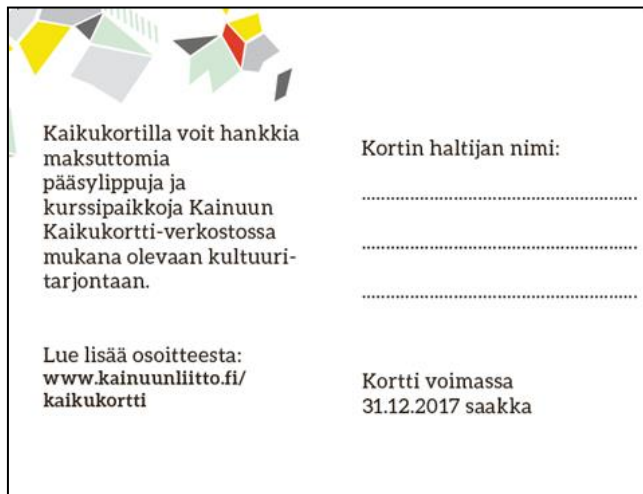 Kaikukortilla voit hankkia
maksuttomia
pääsylippuja ja
kurssipaikkoja Kainuun
Kaikukortti-verkostossa
mukana olevaan kulttuuri-
tarjontaan.
Lue lisää osoitteesta:
www.kainuunliitto.fi/
kaikukortti
Kortin haltijan nimi:
.........................................................
.........................................................
.........................................................
Kortti voimassa
31.12.2017 saakka